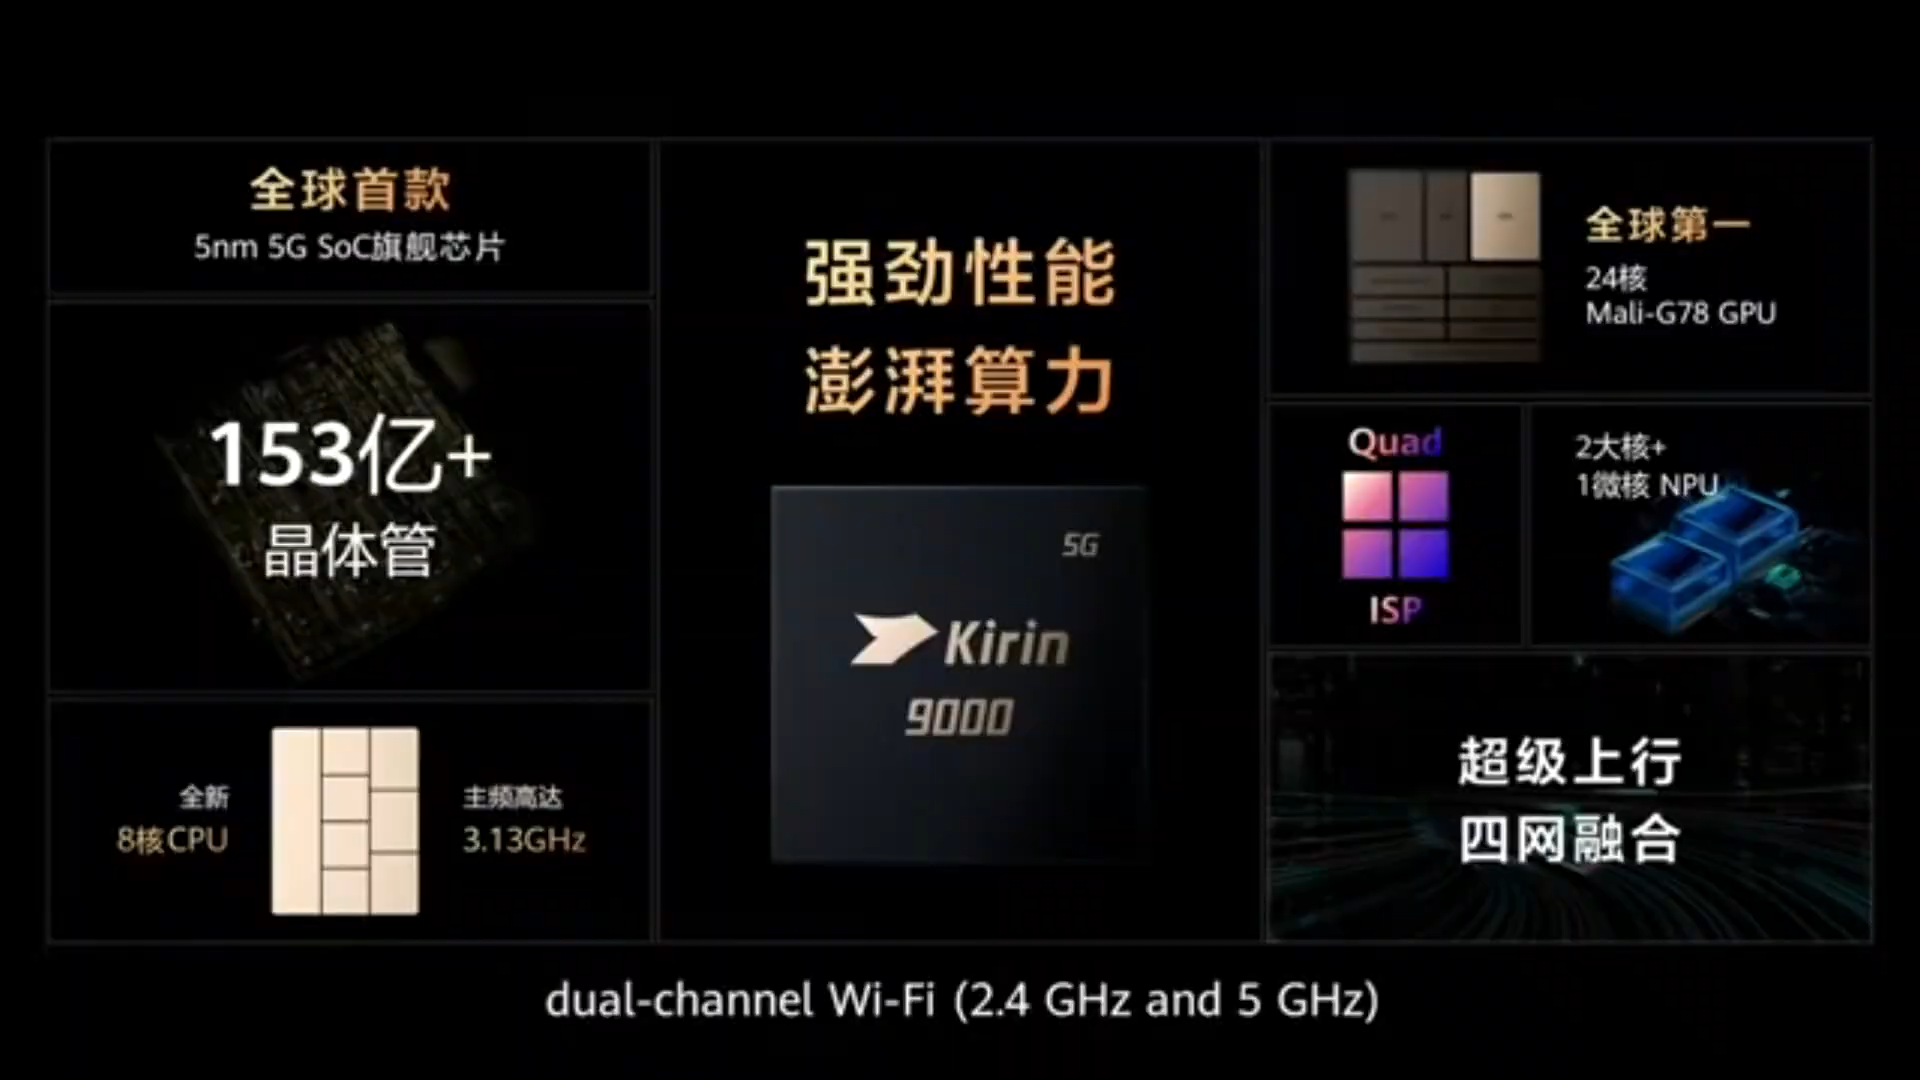 全球首款
5nm 5G SoC旗舰芯片
153亿+
晶体管
全新
8核CPU
主频高达
3.13GHz
强劲性能
澎湃算力
5G
Kirin
9000
全球第一
24核
Mali-G78 GPU
Quad
ISP
2大核+
1微核 NPU
超级上行
四网融合
dual-channel Wi-Fi (2.4 GHz and 5 GHz)